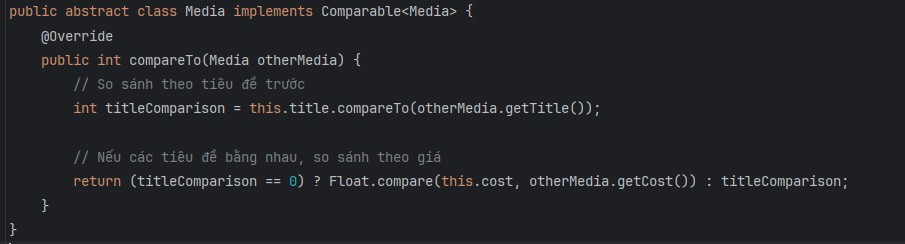 public abstract class Media implements Comparable<Media> {
@Override
public int compareTo(Media otherMedia) {
// So sánh theo tiêu đề trước
int titleComparison = this.title.compareTo(otherMedia.getTitle());
// Nếu các tiêu đề bằng nhau, so sánh theo giá
return (titleComparison == 0) ? Float.compare(this.cost, otherMedia.getCost()) : titleComparison;
}
}